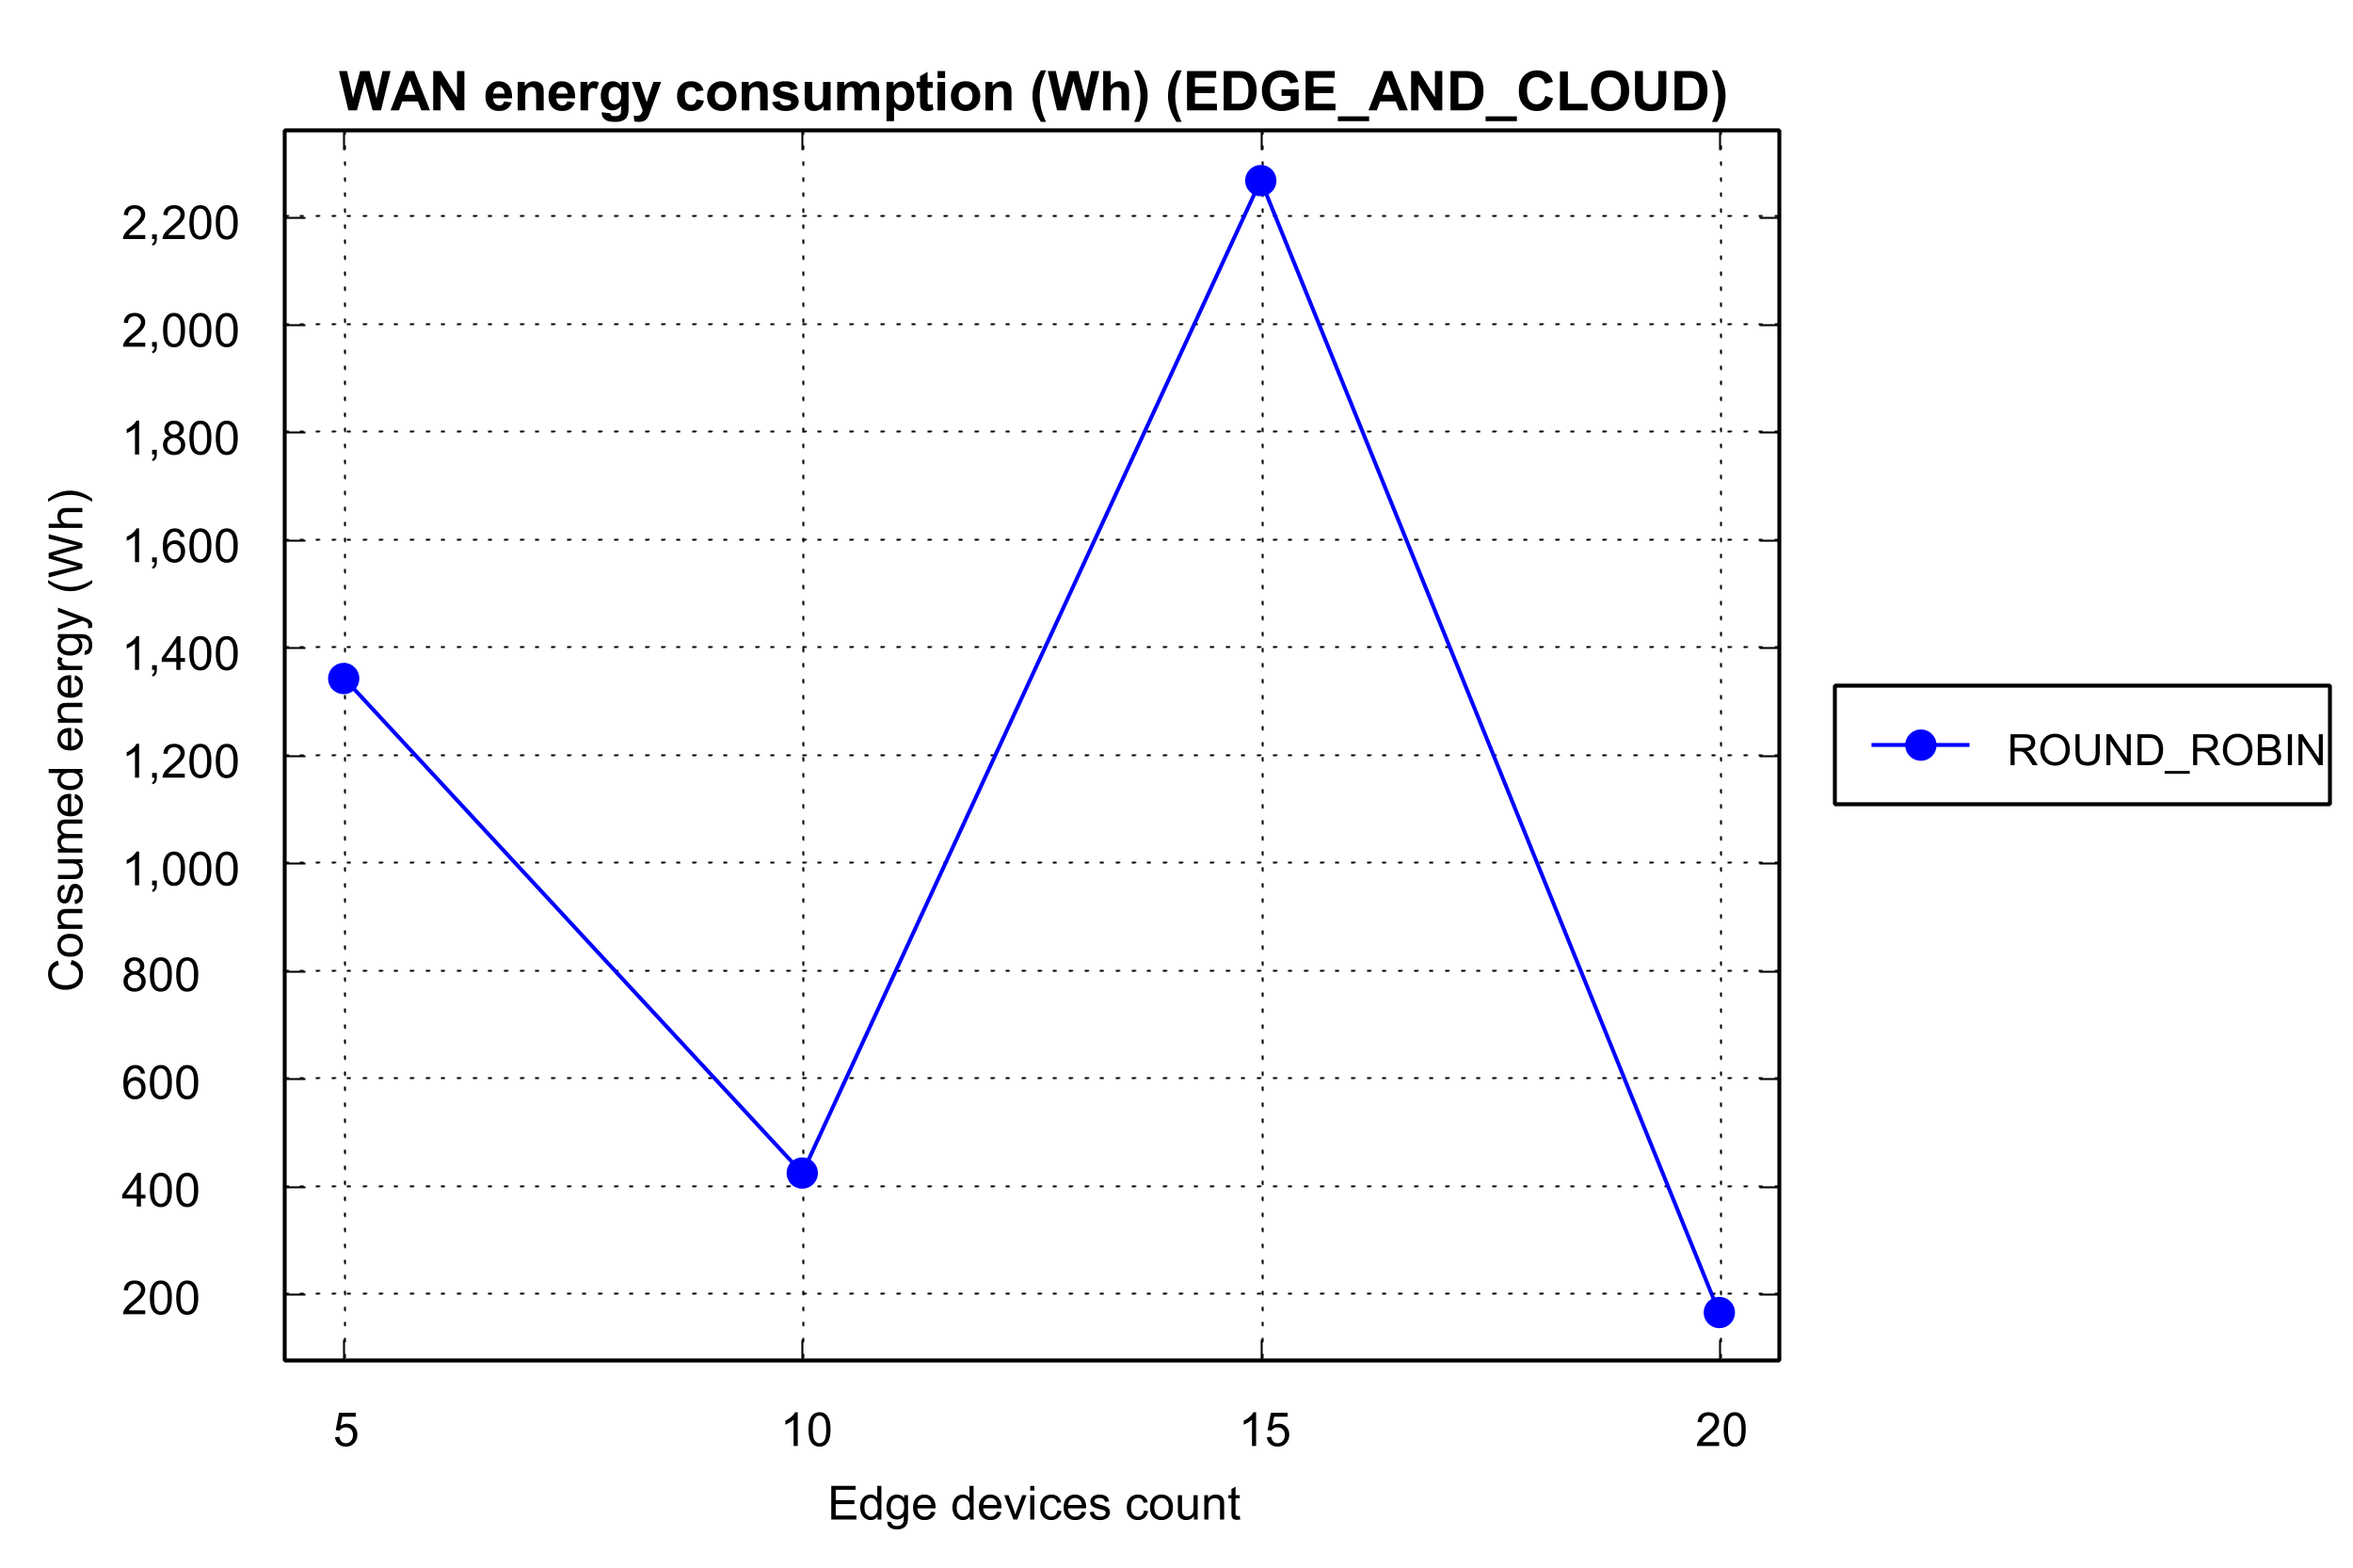 WAN energy consumption (Wh) (EDGE_AND_CLOUD)
2,200
2,000
1,800
1,600
1,400
1,200
1,000
800
600
400
200
Consumed energy (Wh)
ROUND_ROBIN
5 10 15 20
Edge devices count